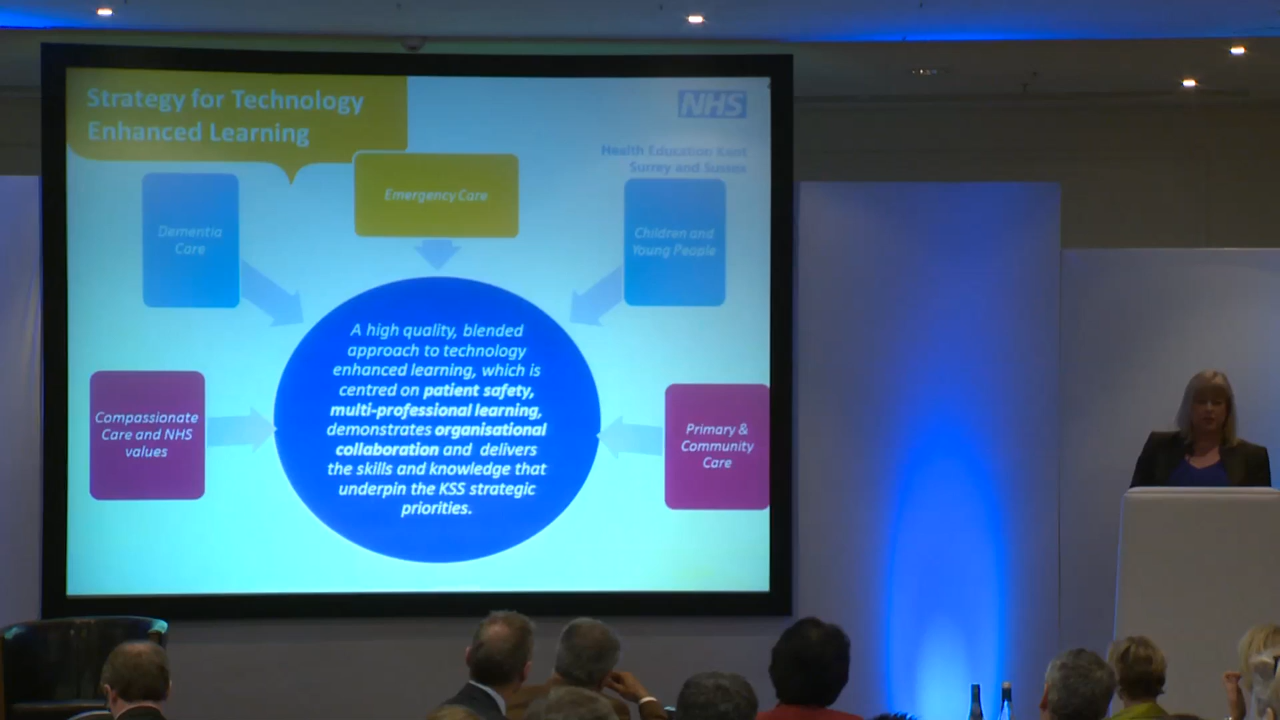 Strategy for Technology
Enhanced Learning
NHS
Health Education Kent
Surrey and Sussex
Emergency Care
Dementia
Care
Children and
Young People
A high quality, blended
approach to technology
enhanced learning, which is
centred on patient safety,
multi-professional learning,
demonstrates organisational
collaboration and delivers
the skills and knowledge that
underpin the KSS strategic
priorities.
Compassionate
Care and NHS
values
Primary &
Community
Care